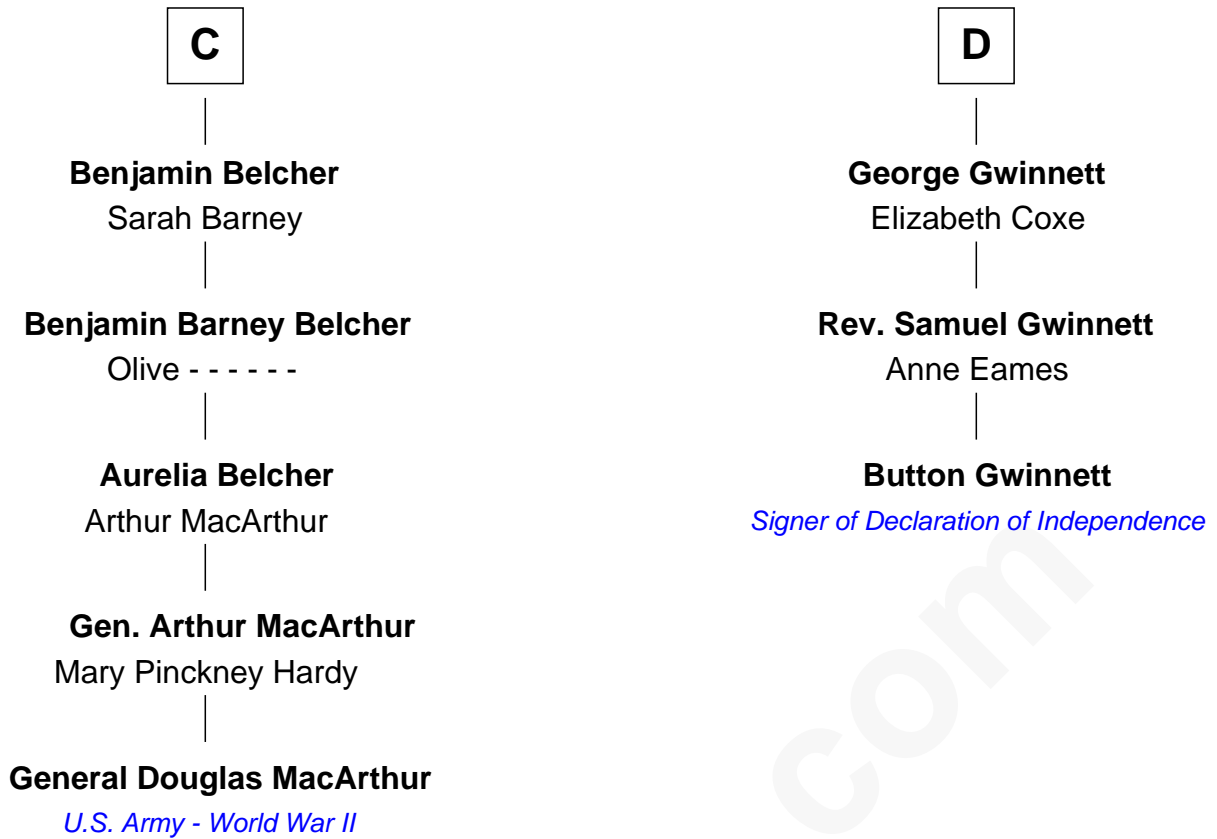 C
Benjamin Belcher
Sarah Barney
Benjamin Barney Belcher
Olive - - - - - -
Aurelia Belcher
Arthur MacArthur
Gen. Arthur MacArthur
Mary Pinckney Hardy
General Douglas MacArthur
U.S. Army - World War II
D
George Gwinnett
Elizabeth Coxe
Rev. Samuel Gwinnett
Anne Eames
Button Gwinnett
Signer of Declaration of Independence
com